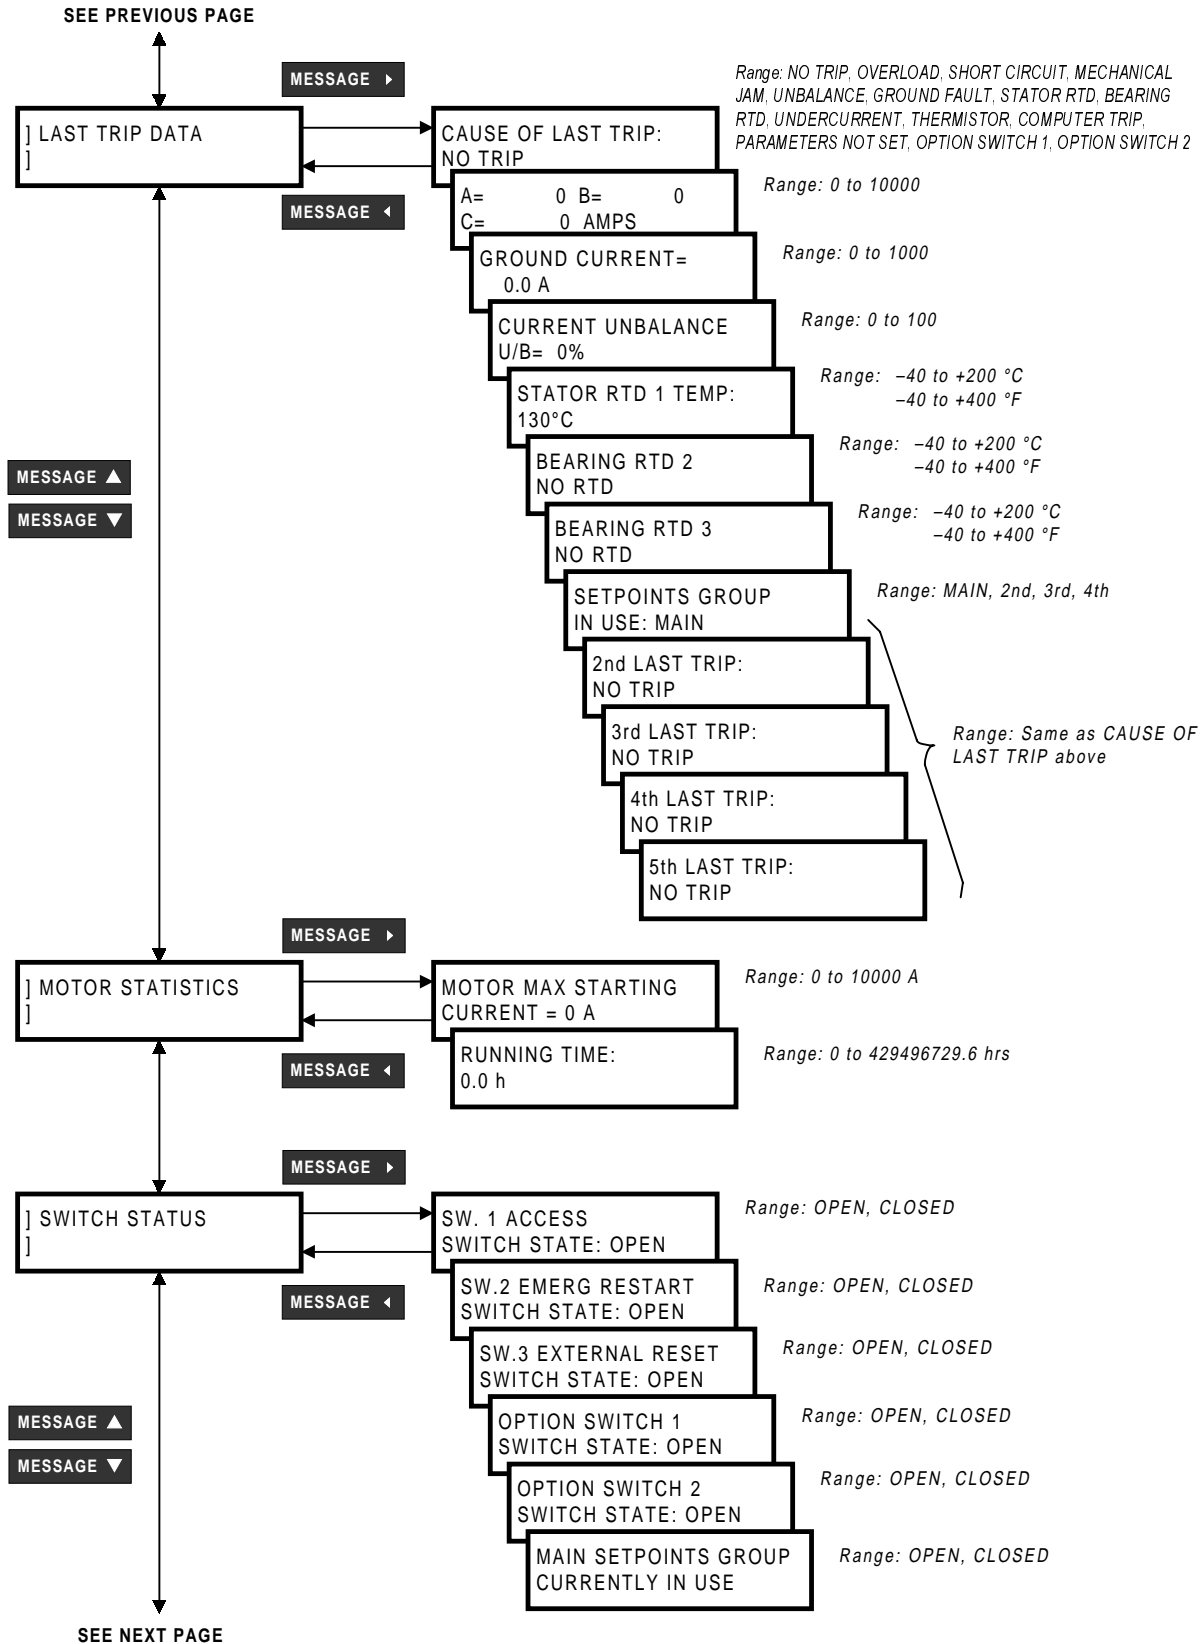 SEE PREVIOUS PAGE
MESSAGE
Range: NO TRIP, OVERLOAD, SHORT CIRCUIT, MECHANICAL
JAM, UNBALANCE, GROUND FAULT, STATOR RTD, BEARING
RTD, UNDERCURRENT, THERMISTOR, COMPUTER TRIP,
PARAMETERS NOT SET, OPTION SWITCH 1, OPTION SWITCH 2
] LAST TRIP DATA
]
CAUSE OF LAST TRIP:
NO TRIP
MESSAGE
A= 0 B= 0
C= 0 AMPS
Range: 0 to 10000
GROUND CURRENT=
0.0 A
Range: 0 to 1000
CURRENT UNBALANCE
U/B= 0%
Range: 0 to 100
STATOR RTD 1 TEMP:
130°C
Range: –40 to +200 °C
–40 to +400 °F
BEARING RTD 2
NO RTD
Range: –40 to +200 °C
–40 to +400 °F
MESSAGE
MESSAGE
BEARING RTD 3
NO RTD
Range: –40 to +200 °C
–40 to +400 °F
SETPOINTS GROUP
IN USE: MAIN
Range: MAIN, 2nd, 3rd, 4th
2nd LAST TRIP:
NO TRIP
3rd LAST TRIP:
NO TRIP
Range: Same as CAUSE OF
LAST TRIP above
4th LAST TRIP:
NO TRIP
5th LAST TRIP:
NO TRIP
MESSAGE
] MOTOR STATISTICS
]
MOTOR MAX STARTING
CURRENT = 0 A
Range: 0 to 10000 A
MESSAGE
RUNNING TIME:
0.0 h
Range: 0 to 429496729.6 hrs
MESSAGE
] SWITCH STATUS
]
SW. 1 ACCESS
SWITCH STATE: OPEN
Range: OPEN, CLOSED
MESSAGE
SW.2 EMERG RESTART
SWITCH STATE: OPEN
Range: OPEN, CLOSED
SW.3 EXTERNAL RESET
SWITCH STATE: OPEN
Range: OPEN, CLOSED
MESSAGE
MESSAGE
OPTION SWITCH 1
SWITCH STATE: OPEN
Range: OPEN, CLOSED
OPTION SWITCH 2
SWITCH STATE: OPEN
Range: OPEN, CLOSED
MAIN SETPOINTS GROUP
CURRENTLY IN USE
Range: OPEN, CLOSED
SEE NEXT PAGE